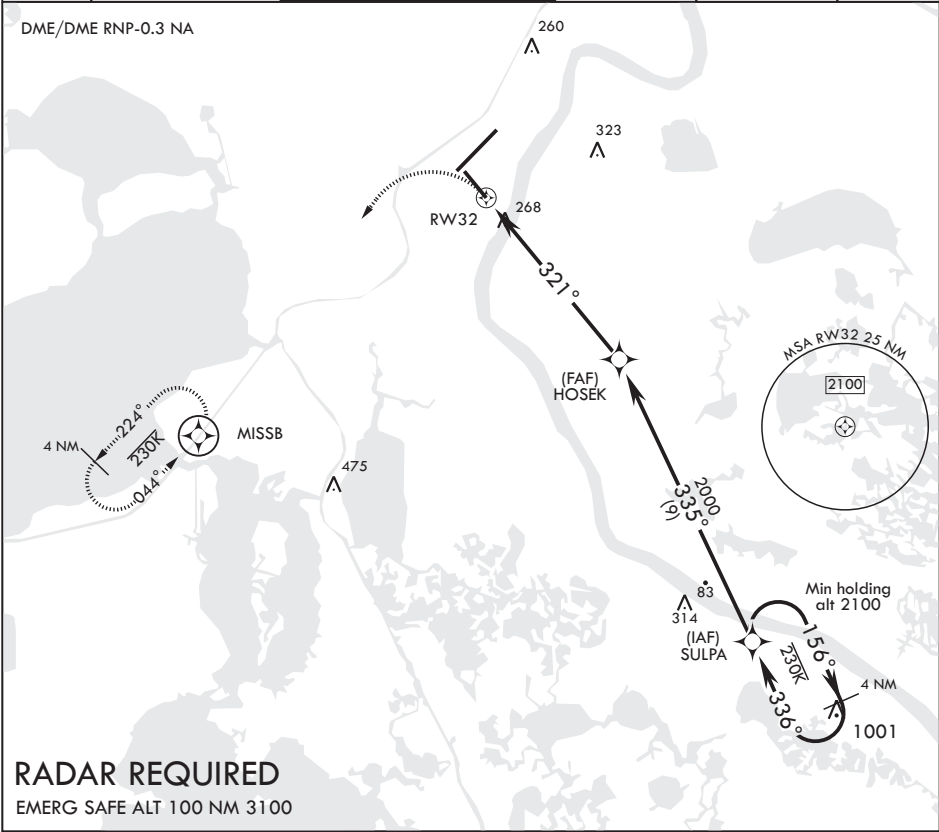 DME/DME RNP-0.3 NA
260
323
RW32
268
321°
MSA RW32 25 NM
2100
(FAF)
HOSEK
224°
4 NM
230K
MISSB
044°
475
2000
335°
(9)
83
314
Min holding
alt 2100
(IAF)
SULPA
156°
230K
4 NM
336°
1001
RADAR REQUIRED
EMERG SAFE ALT 100 NM 3100